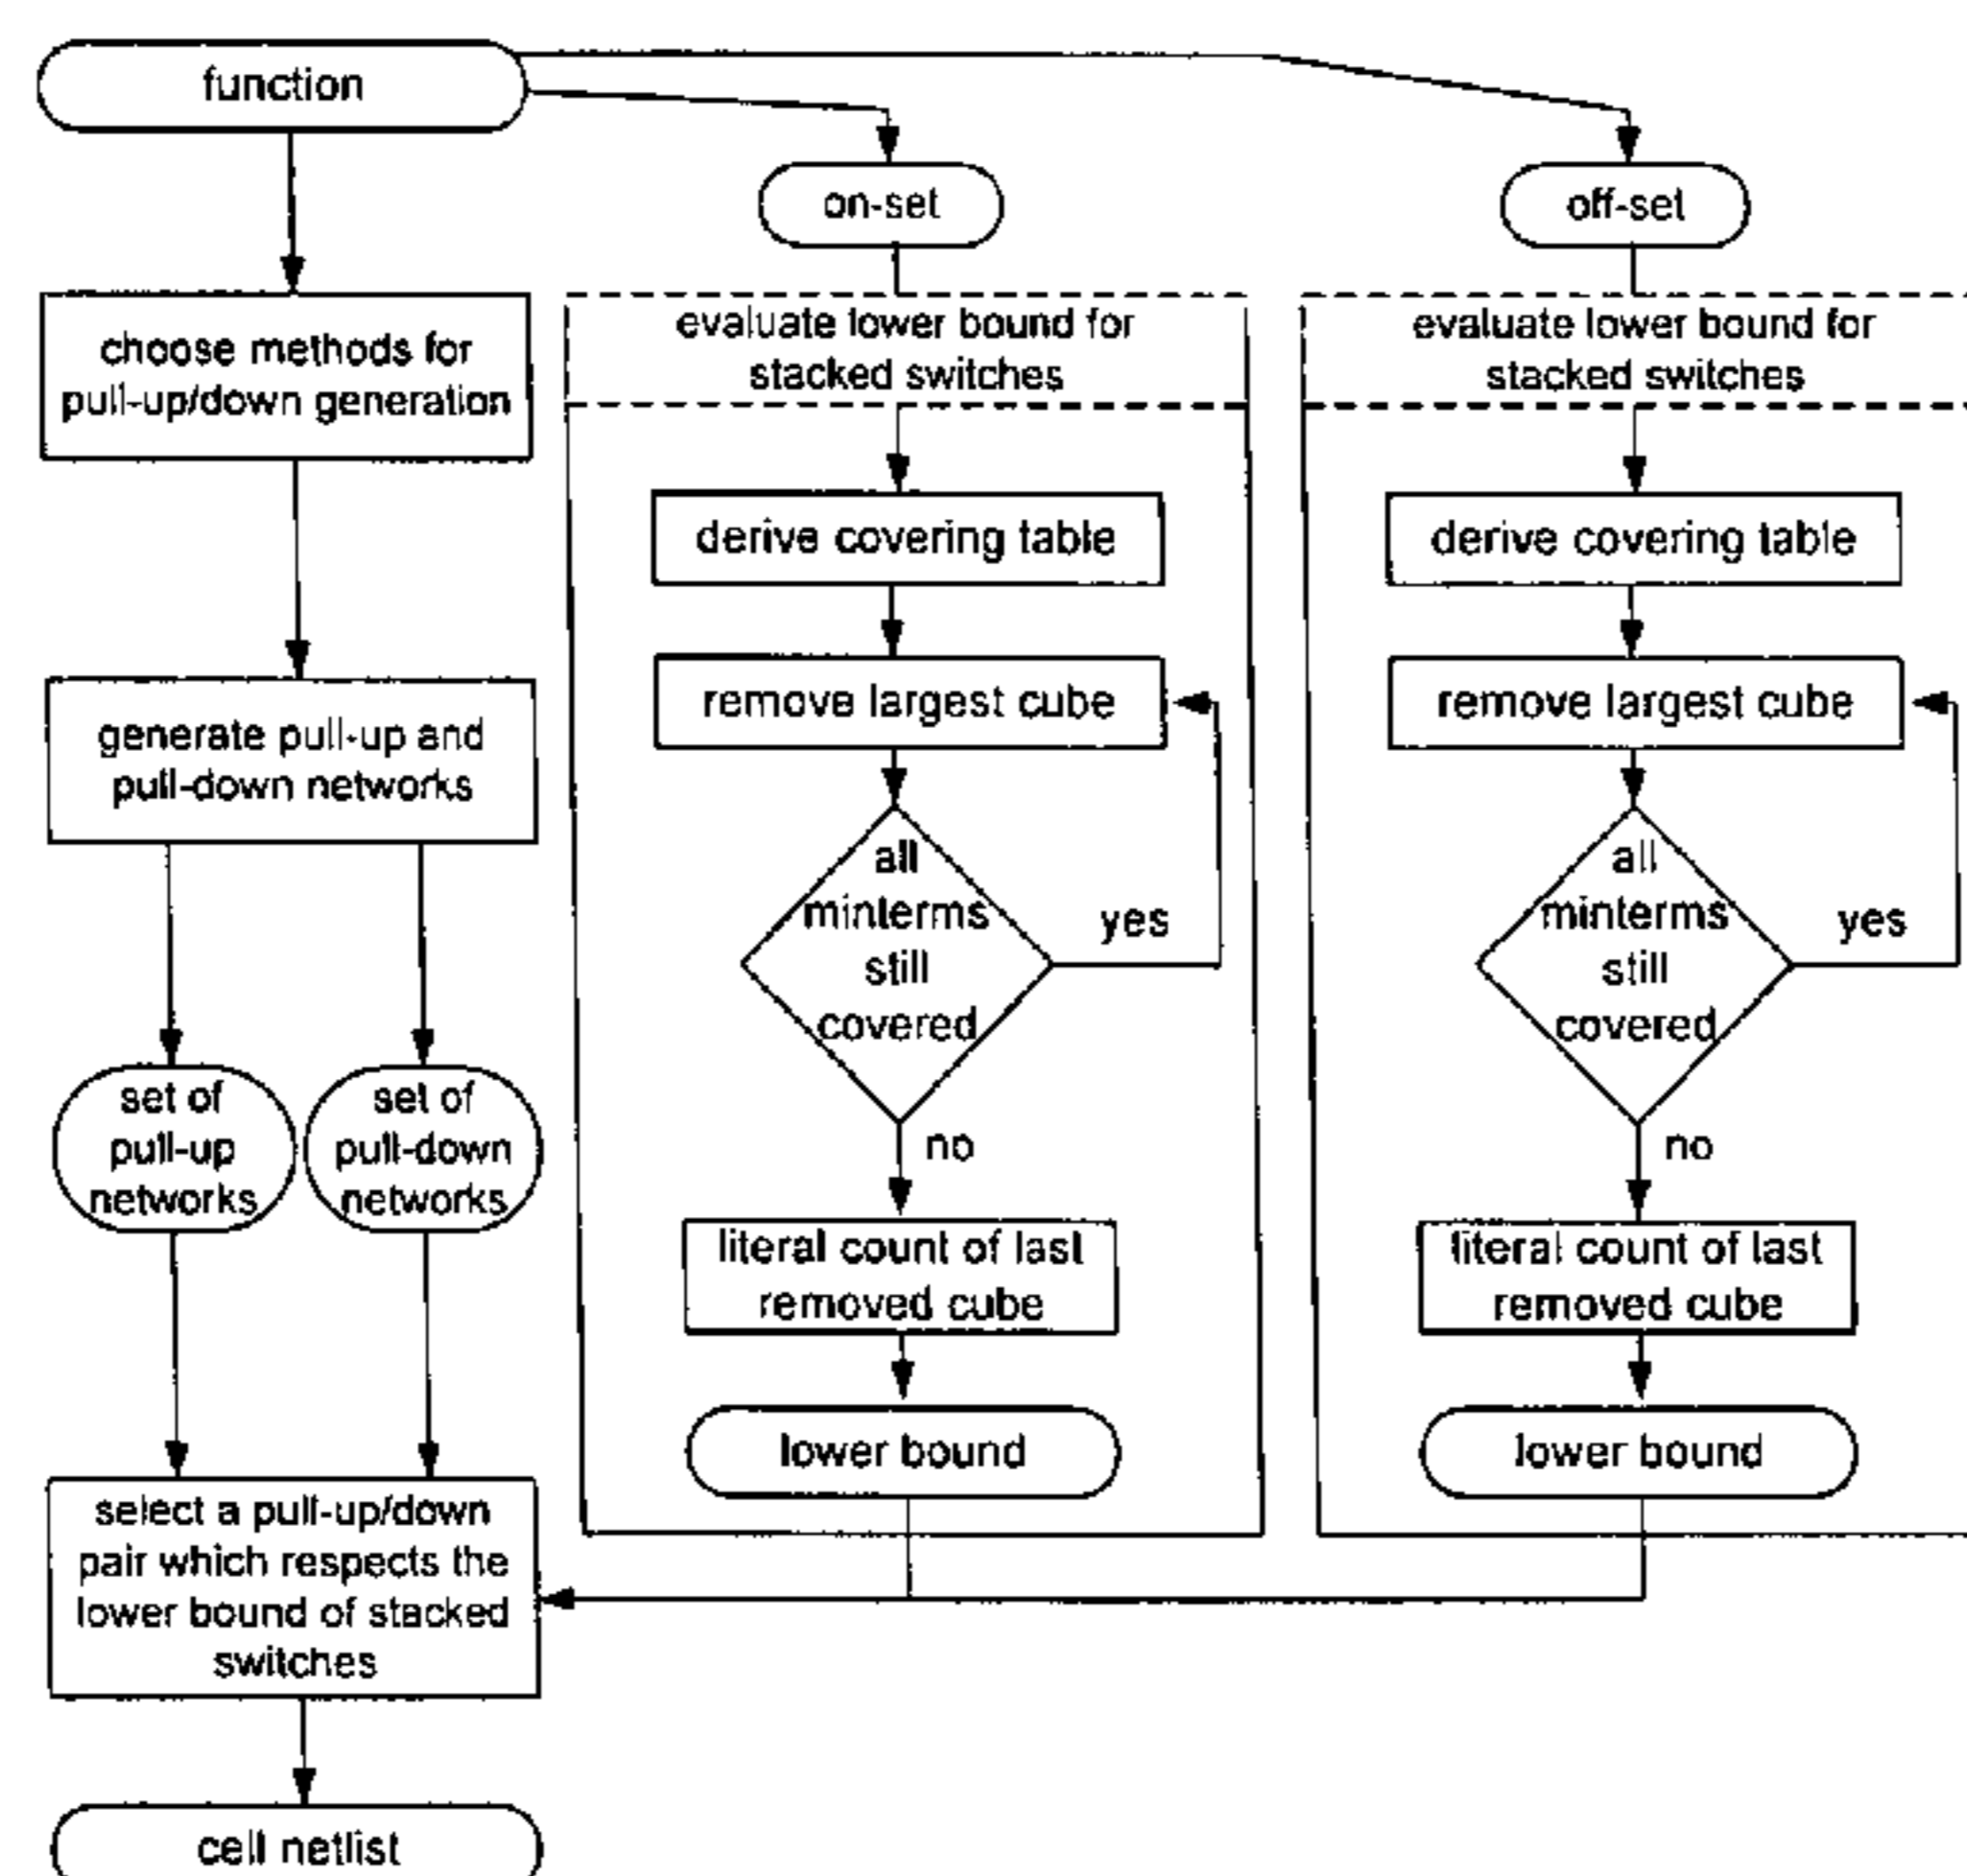 function
on-set
off-set
choose methods for
pull-up/down generation
generate pull-up and
pull-down networks
set of
pull-up
networks
set of
pull-down
networks
select a pull-up/down
pair which respects the
lower bound of stacked
switches
cell netlist
evaluate lower bound for
stacked switches
derive covering table
remove largest cube
all
minterms
still
covered
yes
no
literal count of last
removed cube
lower bound
evaluate lower bound for
stacked switches
derive covering table
remove largest cube
all
minterms
still
covered
yes
no
literal count of last
removed cube
lower bound